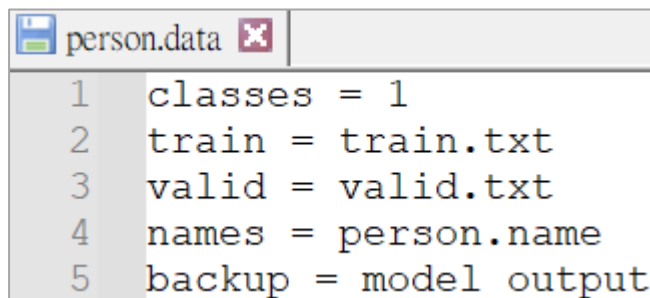 person.data
1 classes = 1
2 train = train.txt
3 valid = valid.txt
4 names = person.name
5 backup = model output